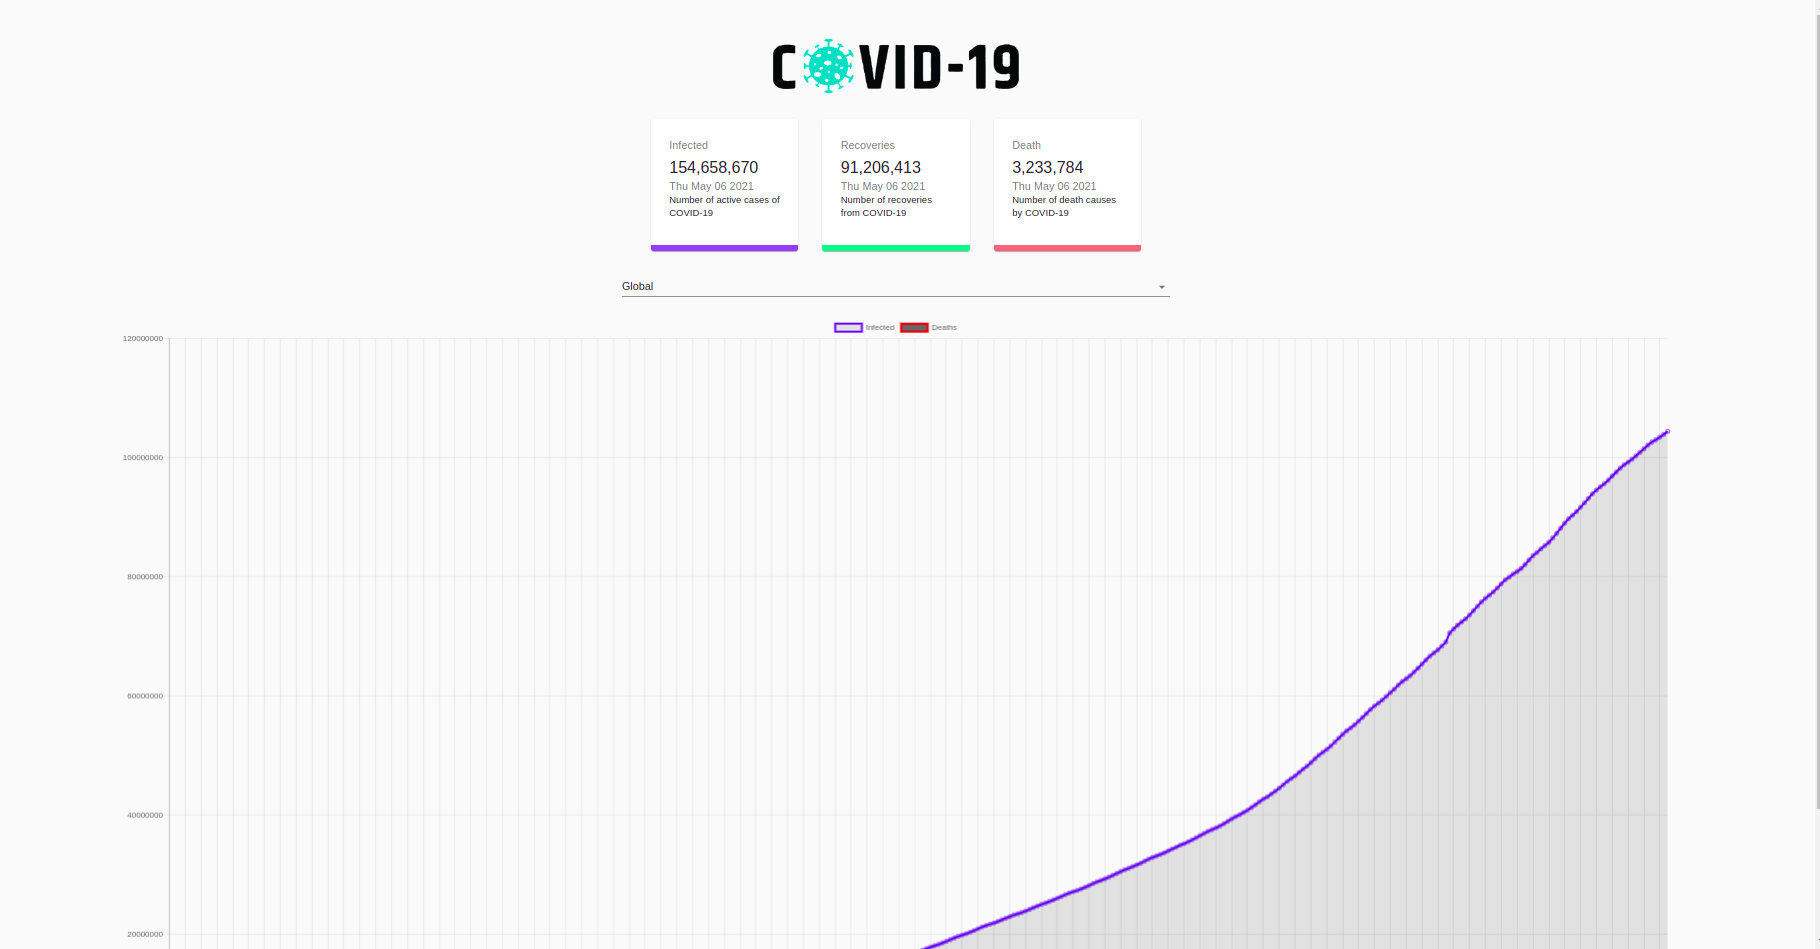 COVID-19
Infected
154,658,670
Thu May 06 2021
Number of active cases of
COVID-19
Recoveries
91,206,413
Thu May 06 2021
Number of recoveries
from COVID-19
Death
3,233,784
Thu May 06 2021
Number of death causes
by COVID-19
Global
Infected Deaths
120000000
100000000
80000000
60000000
40000000
20000000